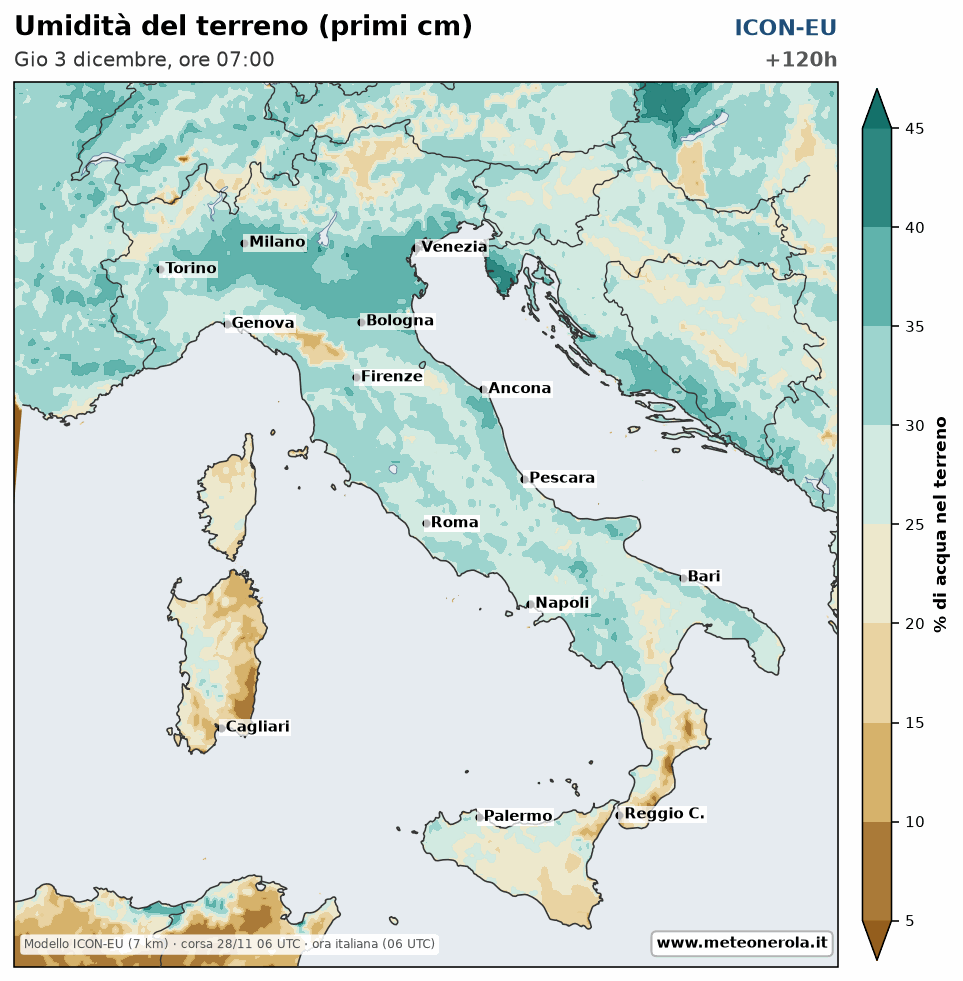 Umidità del terreno (primi cm)
ICON-EU
Gio 3 dicembre, ore 07:00
+120h
45
40
35
30
25
20
15
10
5
% di acqua nel terreno
Milano
Venezia
Torino
Genova
Bologna
Firenze
Ancona
Pescara
Roma
Bari
Napoli
Cagliari
Palermo
Reggio C.
Modello ICON-EU (7 km) · corsa 28/11 06 UTC · ora italiana (06 UTC)
www.meteonerola.it